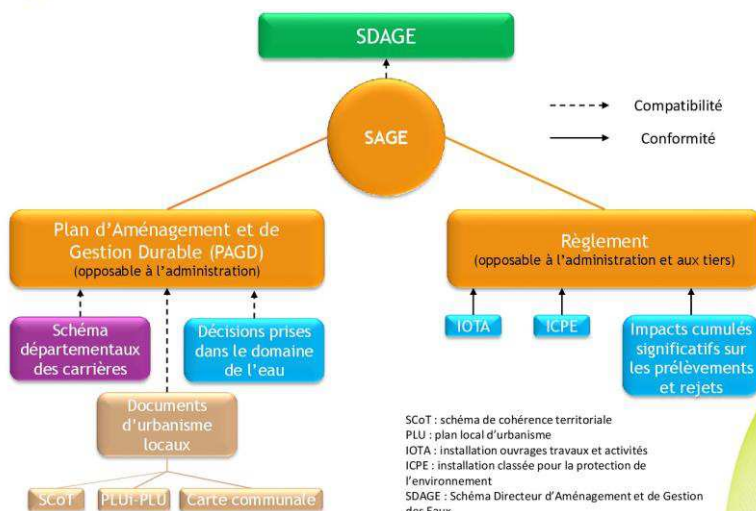 SDAGE
SAGE
Compatibilité
Conformité
Plan d'Aménagement et de
Gestion Durable (PAGD)
(opposable à l'administration)
Règlement
(opposable à l'administration et aux tiers)
Schéma
départementaux
des carrières
Décisions prises
dans le domaine
de l'eau
IOTA
ICPE
Impacts cumulés
significatifs sur
les prélèvements
et rejets
Documents
d'urbanisme
locaux
SCoT
PLUi-PLU
Carte communale
SCoT : schéma de cohérence territoriale
PLU : plan local d'urbanisme
IOTA : installation ouvrages travaux et activités
ICPE : installation classée pour la protection de
l'environnement
SDAGE : Schéma Directeur d'Aménagement et de Gestion
des Eaux